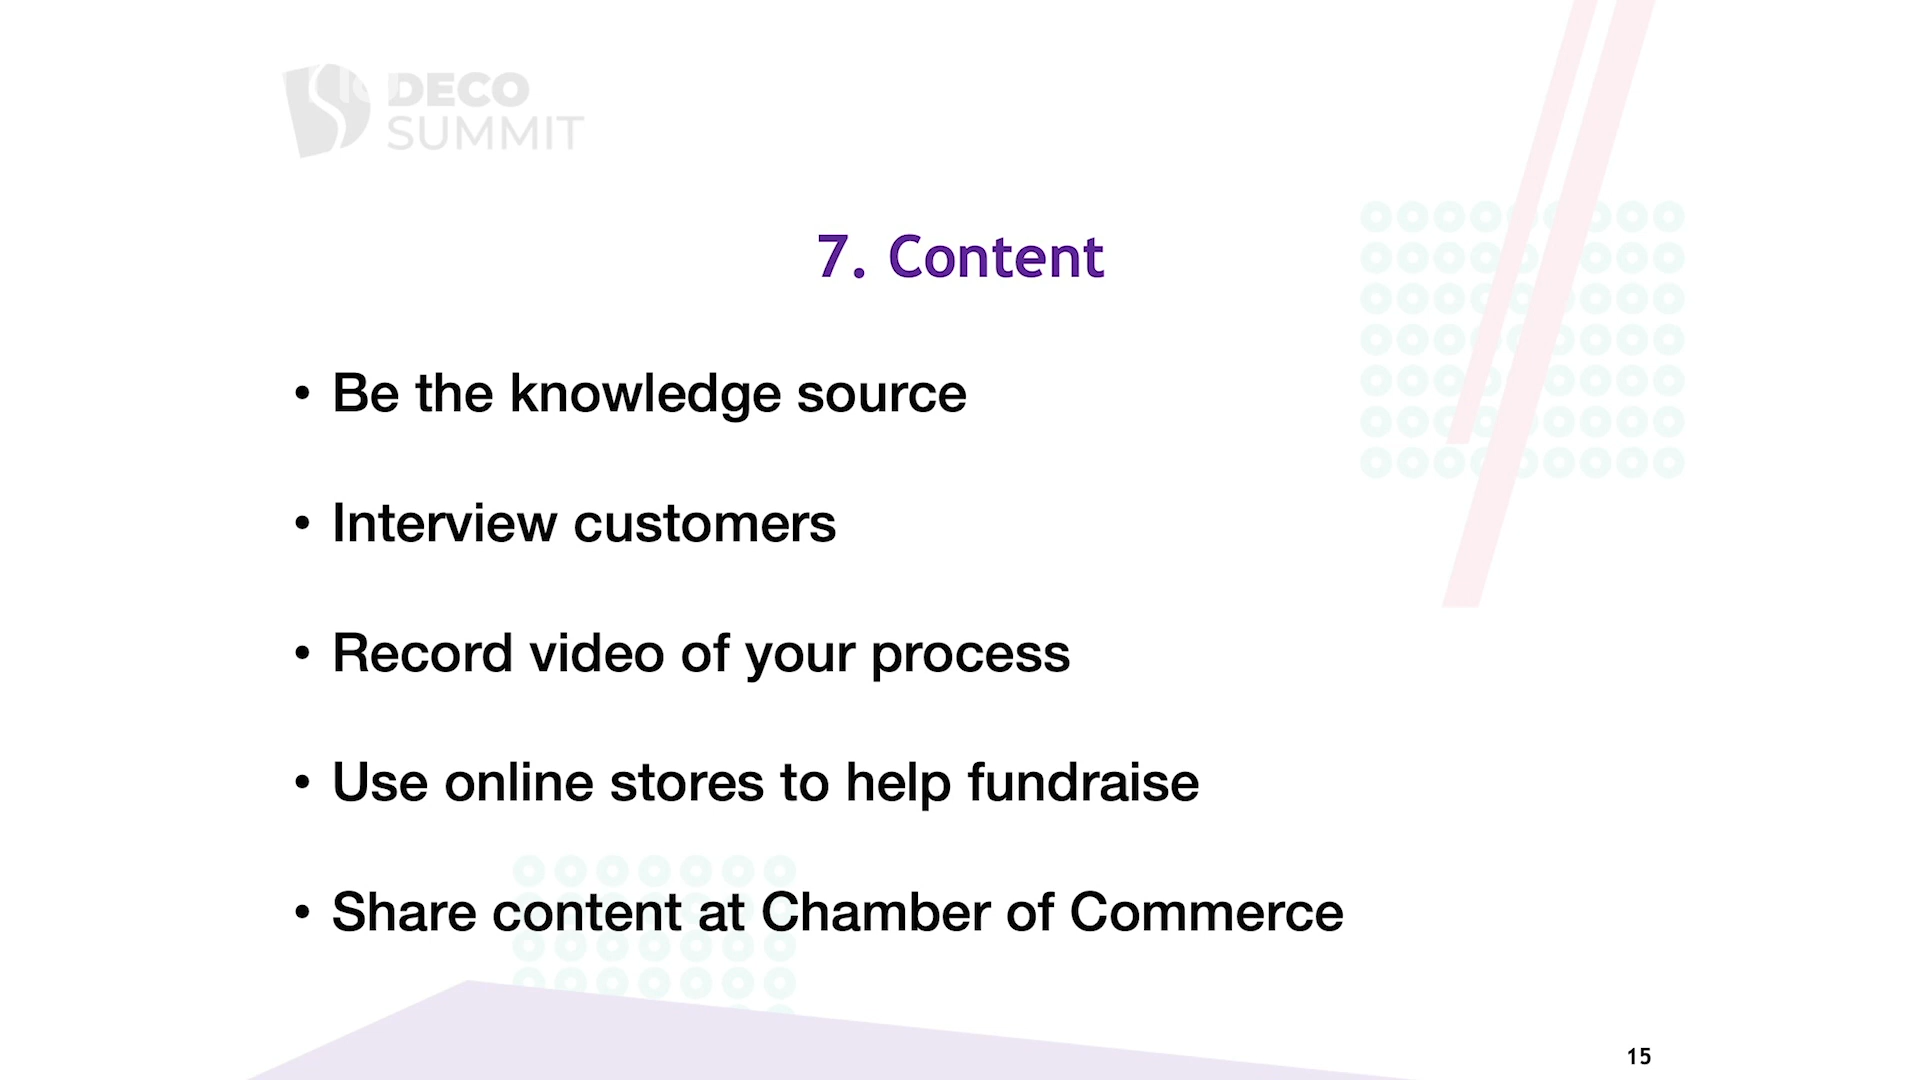 DECO
SUMMIT
7. Content
• Be the knowledge source
• Interview customers
• Record video of your process
• Use online stores to help fundraise
• Share content at Chamber of Commerce
15